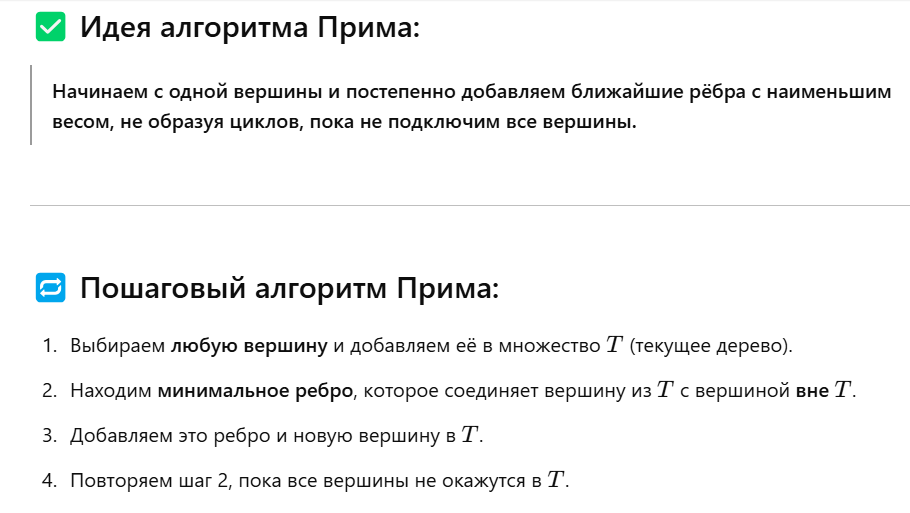 ✅ Идея алгоритма Прима:
Начинаем с одной вершины и постепенно добавляем ближайшие рёбра с наименьшим
весом, не образуя циклов, пока не подключим все вершины.
🔁 Пошаговый алгоритм Прима:
1. Выбираем любую вершину и добавляем её в множество T (текущее дерево).
2. Находим минимальное ребро, которое соединяет вершину из T с вершиной вне T.
3. Добавляем это ребро и новую вершину в T.
4. Повторяем шаг 2, пока все вершины не окажутся в T.